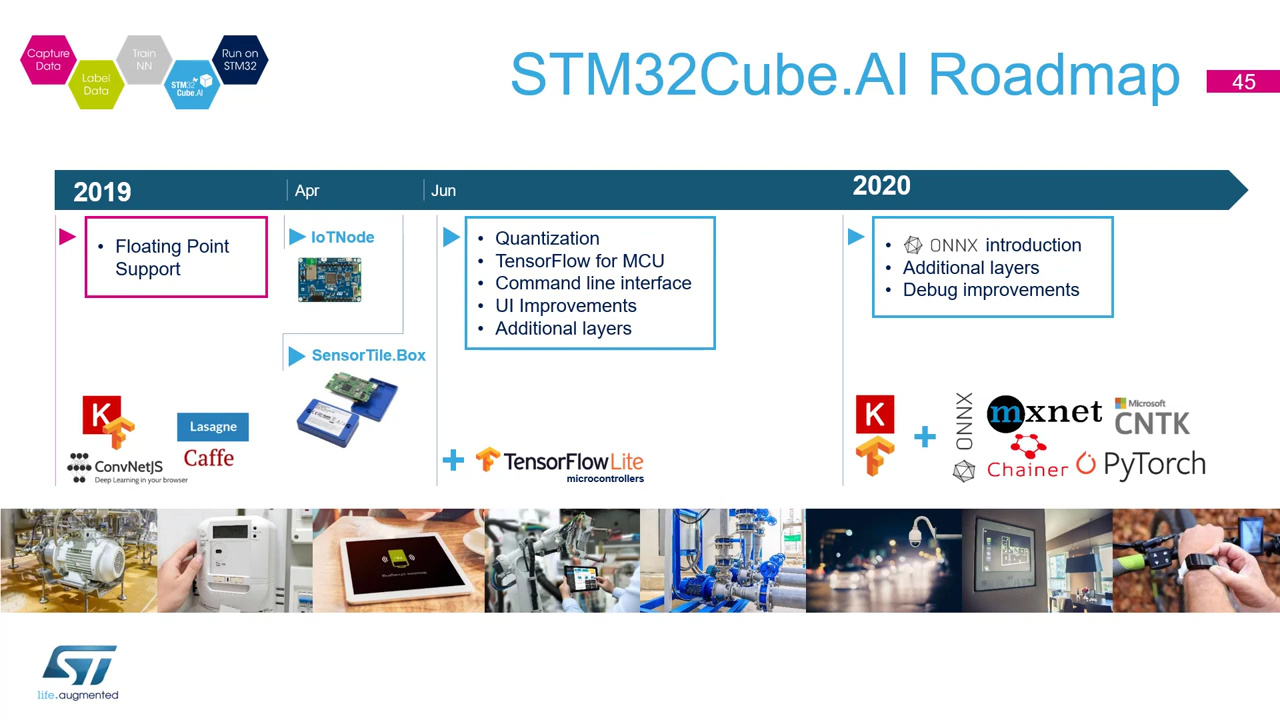 Capture
Data
Label
Data
Train
NN
STM32
Cube.AI
Run on
STM32
STM32Cube.AI Roadmap
45
2019
Apr
Jun
2020
• Floating Point
Support
IoTNode
SensorTile.Box
• Quantization
• TensorFlow for MCU
• Command line interface
• UI Improvements
• Additional layers
• ONNX introduction
• Additional layers
• Debug improvements
K
Lasagne
ConvNetJS
Deep Learning in your browser
Caffe
+
TensorFlow Lite
microcontrollers
K
+
ONNX
mxnet
Microsoft
CNTK
Chainer
PyTorch
ST
life.augmented